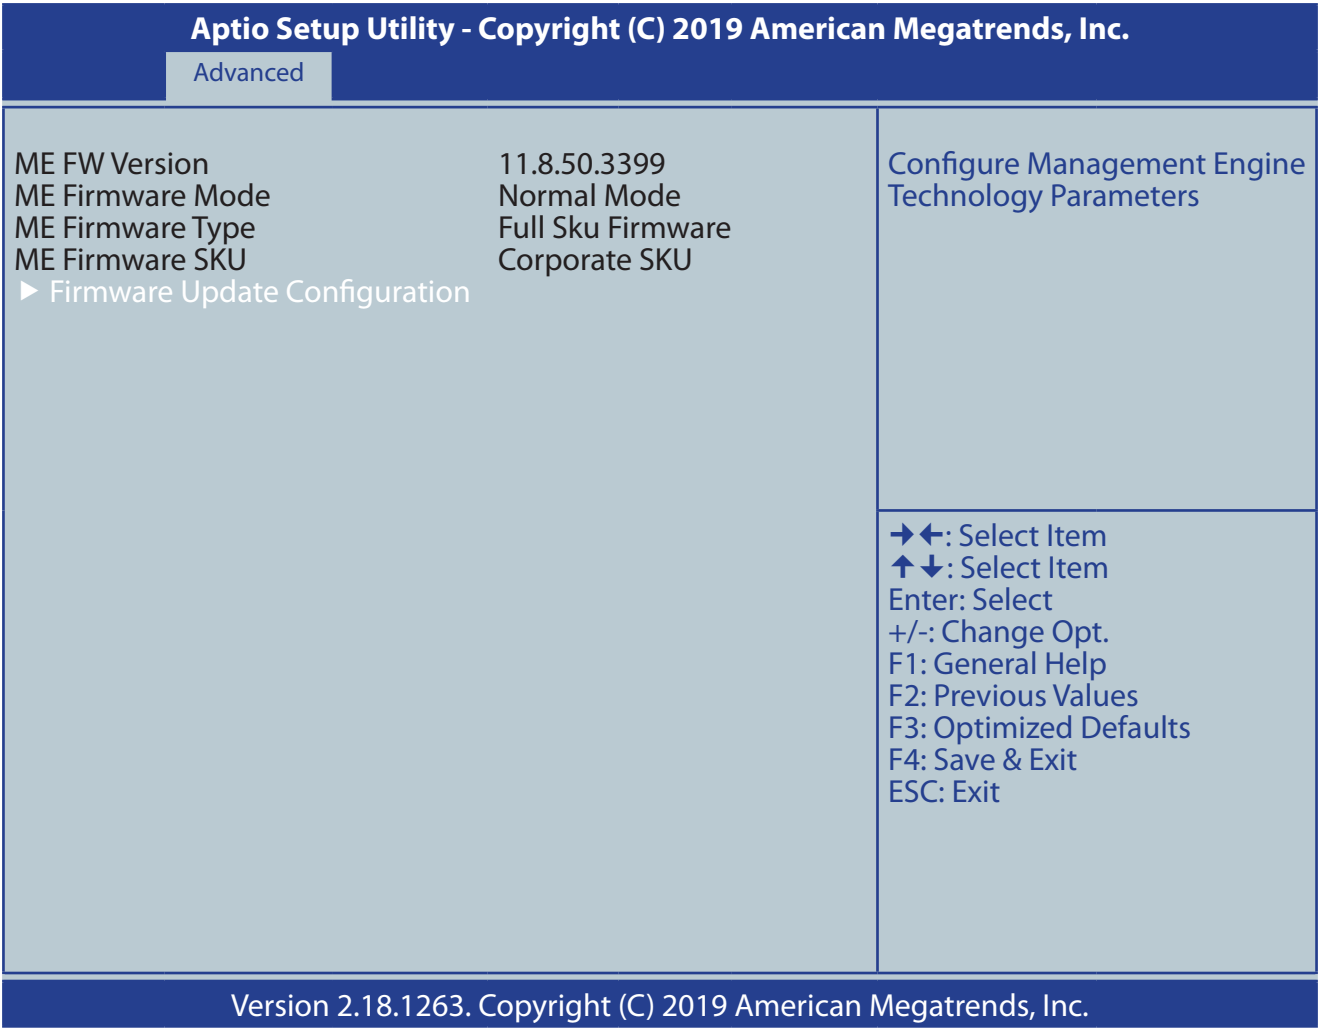 Aptio Setup Utility - Copyright (C) 2019 American Megatrends, Inc.
Advanced
ME FW Version 11.8.50.3399
ME Firmware Mode Normal Mode
ME Firmware Type Full Sku Firmware
ME Firmware SKU Corporate SKU
▶ Firmware Update Configuration
Configure Management Engine
Technology Parameters
→←: Select Item
↑↓: Select Item
Enter: Select
+/-: Change Opt.
F1: General Help
F2: Previous Values
F3: Optimized Defaults
F4: Save & Exit
ESC: Exit
Version 2.18.1263. Copyright (C) 2019 American Megatrends, Inc.